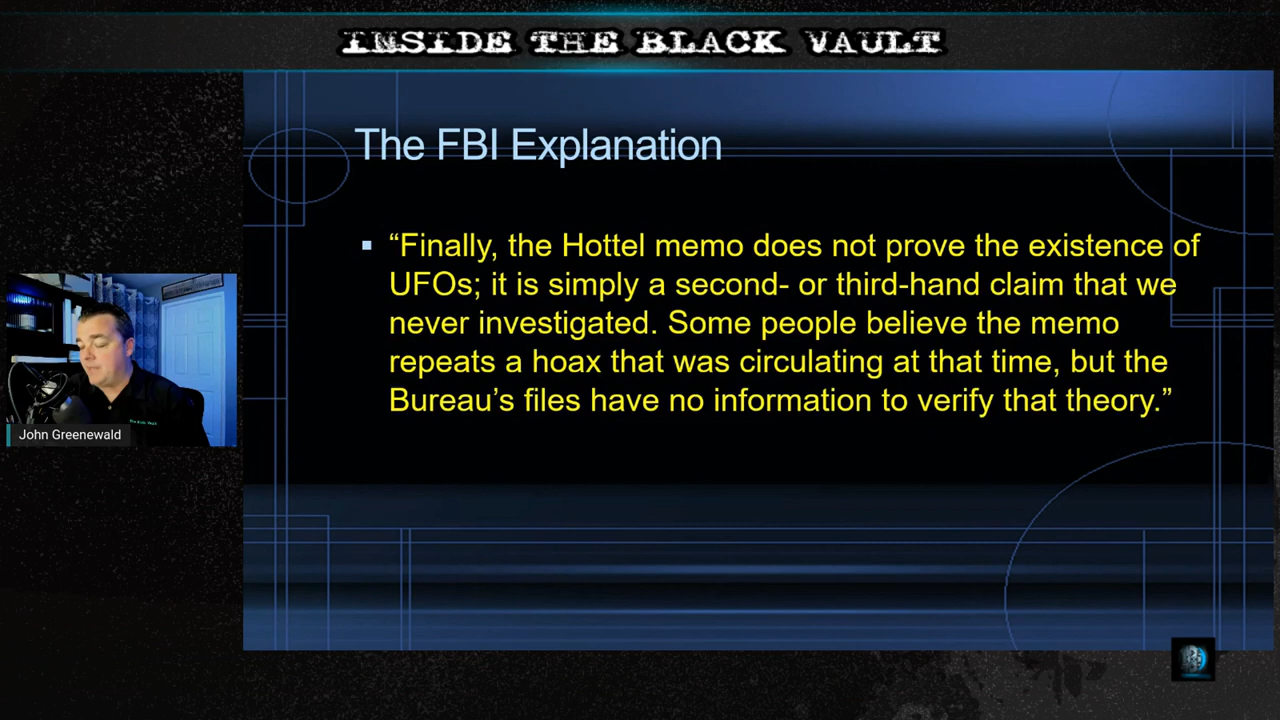 INSIDE THE BLACK VAULT
The FBI Explanation
“Finally, the Hottel memo does not prove the existence of
UFOs; it is simply a second- or third-hand claim that we
never investigated. Some people believe the memo
repeats a hoax that was circulating at that time, but the
Bureau’s files have no information to verify that theory.”
John Greenewald